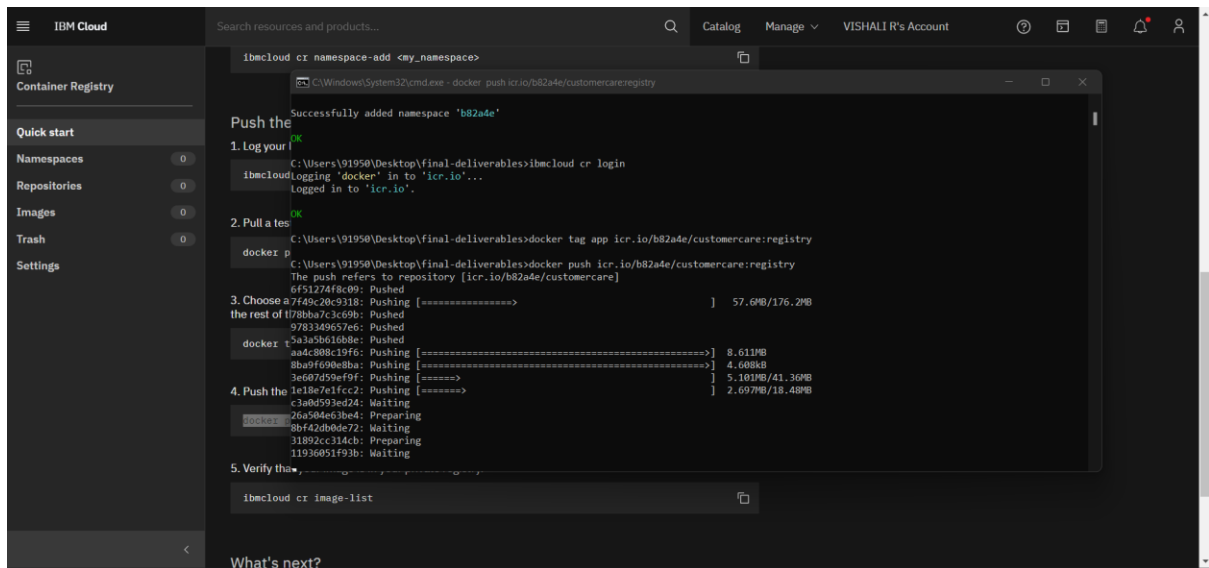 IBM Cloud
Search resources and products...
Catalog
Manage
VISHALI R's Account
Container Registry
Quick start
Namespaces 0
Repositories 0
Images 0
Trash 0
Settings
ibmcloud cr namespace-add <my_namespace>
Push the
1. Log your
ibmcloud
2. Pull a tes
docker p
3. Choose a
the rest of t
docker t
4. Push the
docker
5. Verify tha
ibmcloud cr image-list
What's next?
C:\Windows\System32\cmd.exe - docker push icr.io/b82a4e/customercare:registry
Successfully added namespace 'b82a4e'
OK
C:\Users\91950\Desktop\final-deliverables>ibmcloud cr login
Logging 'docker' in to 'icr.io'...
Logged in to 'icr.io'.
OK
C:\Users\91950\Desktop\final-deliverables>docker tag app icr.io/b82a4e/customercare:registry
C:\Users\91950\Desktop\final-deliverables>docker push icr.io/b82a4e/customercare:registry
The push refers to repository [icr.io/b82a4e/customercare]
6f51274f8c09: Pushed
7f49c20c9318: Pushing [================> ] 57.6MB/176.2MB
78bba7c3c69b: Pushed
9783349657e6: Pushed
5a3a5b616b8e: Pushed
aa4c808c19f6: Pushing [==================================================>] 8.611MB
8ba9f690e8ba: Pushing [==================================================>] 4.608kB
3e607d59ef9f: Pushing [======> ] 5.101MB/41.36MB
1e18e7e1fcc2: Pushing [=======> ] 2.697MB/18.48MB
c3a0d593ed24: Waiting
26a504e63be4: Preparing
8bf42db0de72: Waiting
31892cc314cb: Preparing
11936051f93b: Waiting